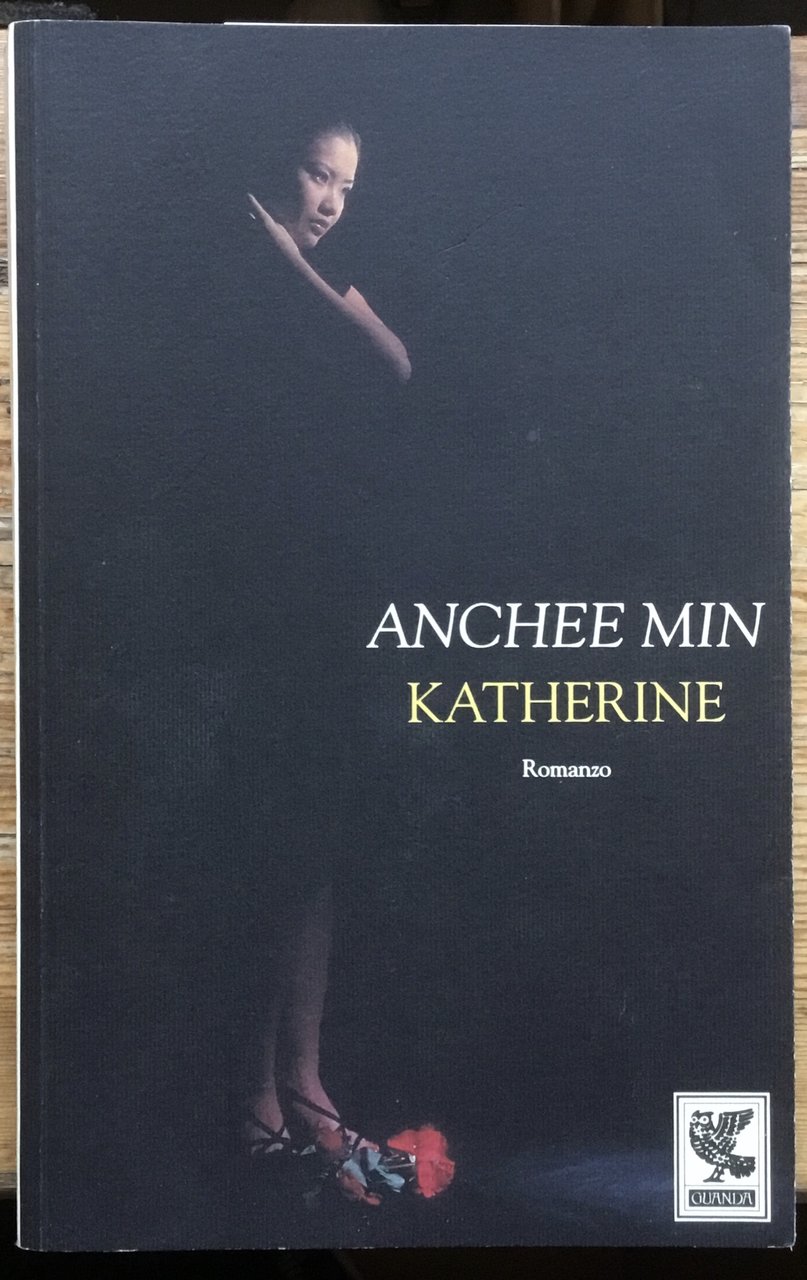 ANCHEE MIN
KATHERINE
Romanzo
GUANDA